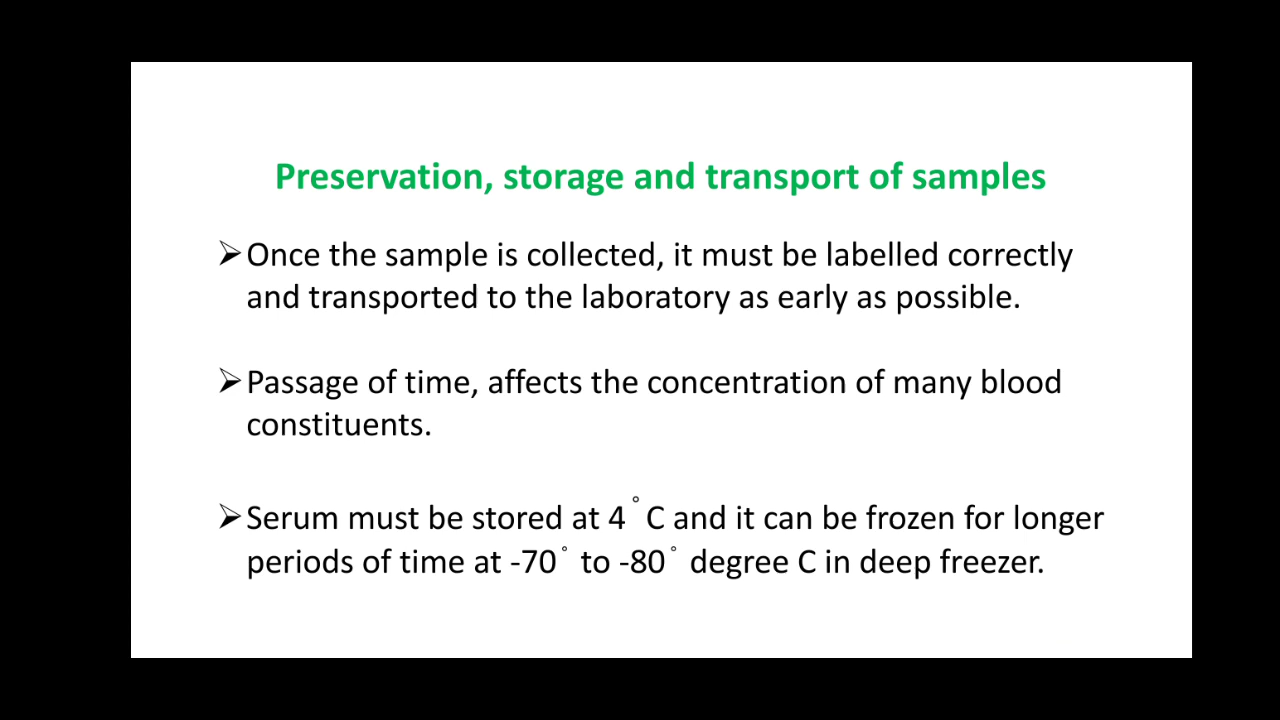 Preservation, storage and transport of samples
➢Once the sample is collected, it must be labelled correctly
and transported to the laboratory as early as possible.
➢Passage of time, affects the concentration of many blood
constituents.
➢Serum must be stored at 4˚C and it can be frozen for longer
periods of time at -70˚ to -80˚ degree C in deep freezer.